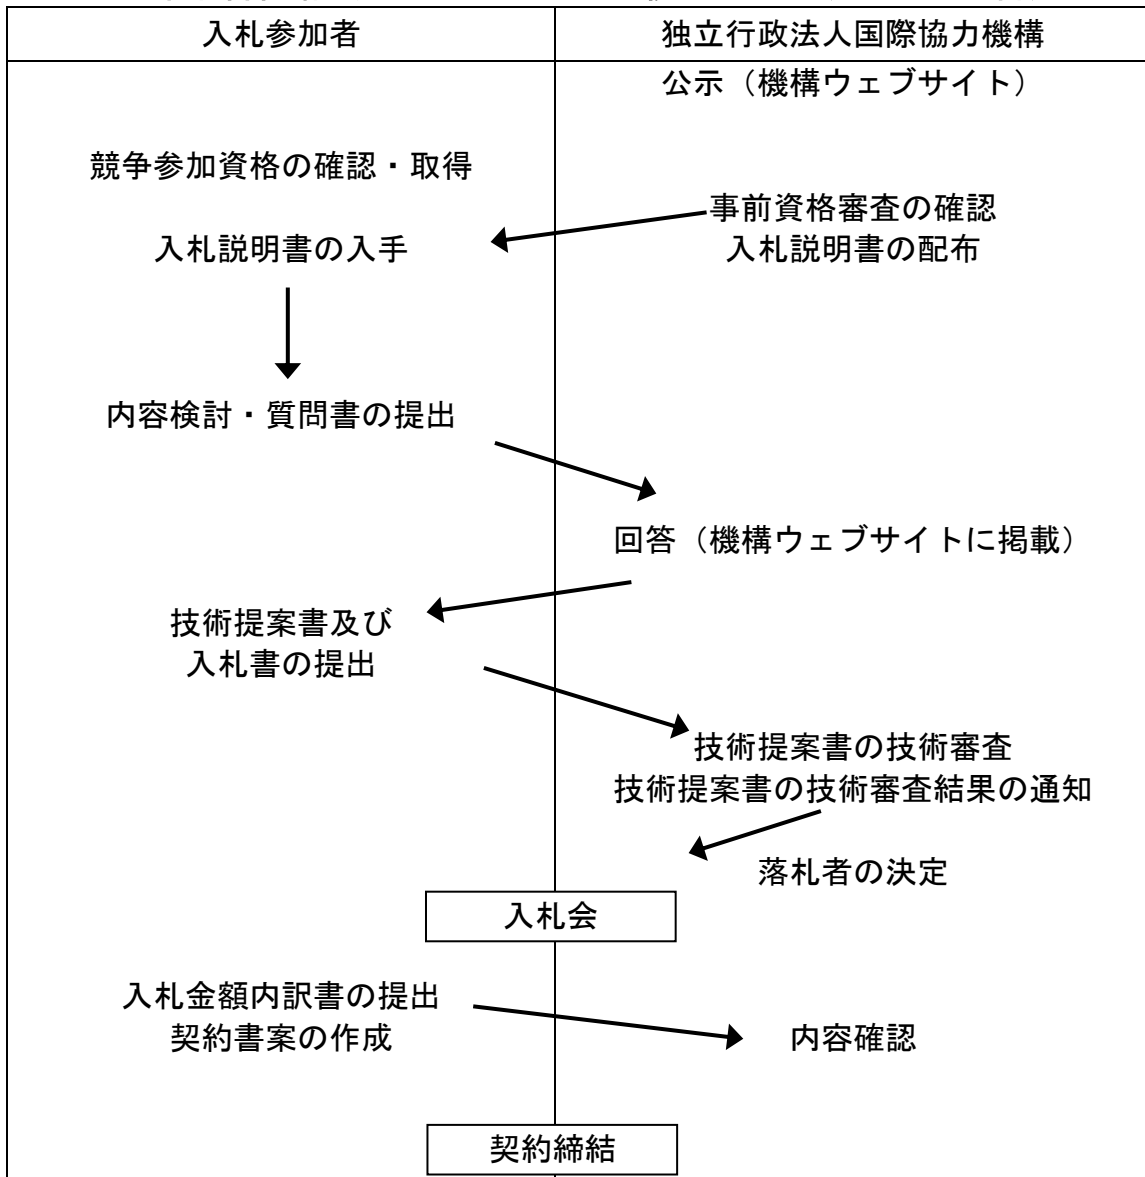 入札参加者
独立行政法人国際協力機構
公示（機構ウェブサイト）
競争参加資格の確認・取得
事前資格審査の確認
入札説明書の入手
入札説明書の配布
内容検討・質問書の提出
回答（機構ウェブサイトに掲載）
技術提案書及び
入札書の提出
技術提案書の技術審査
技術提案書の技術審査結果の通知
落札者の決定
入札会
入札金額内訳書の提出
契約書案の作成
内容確認
契約締結